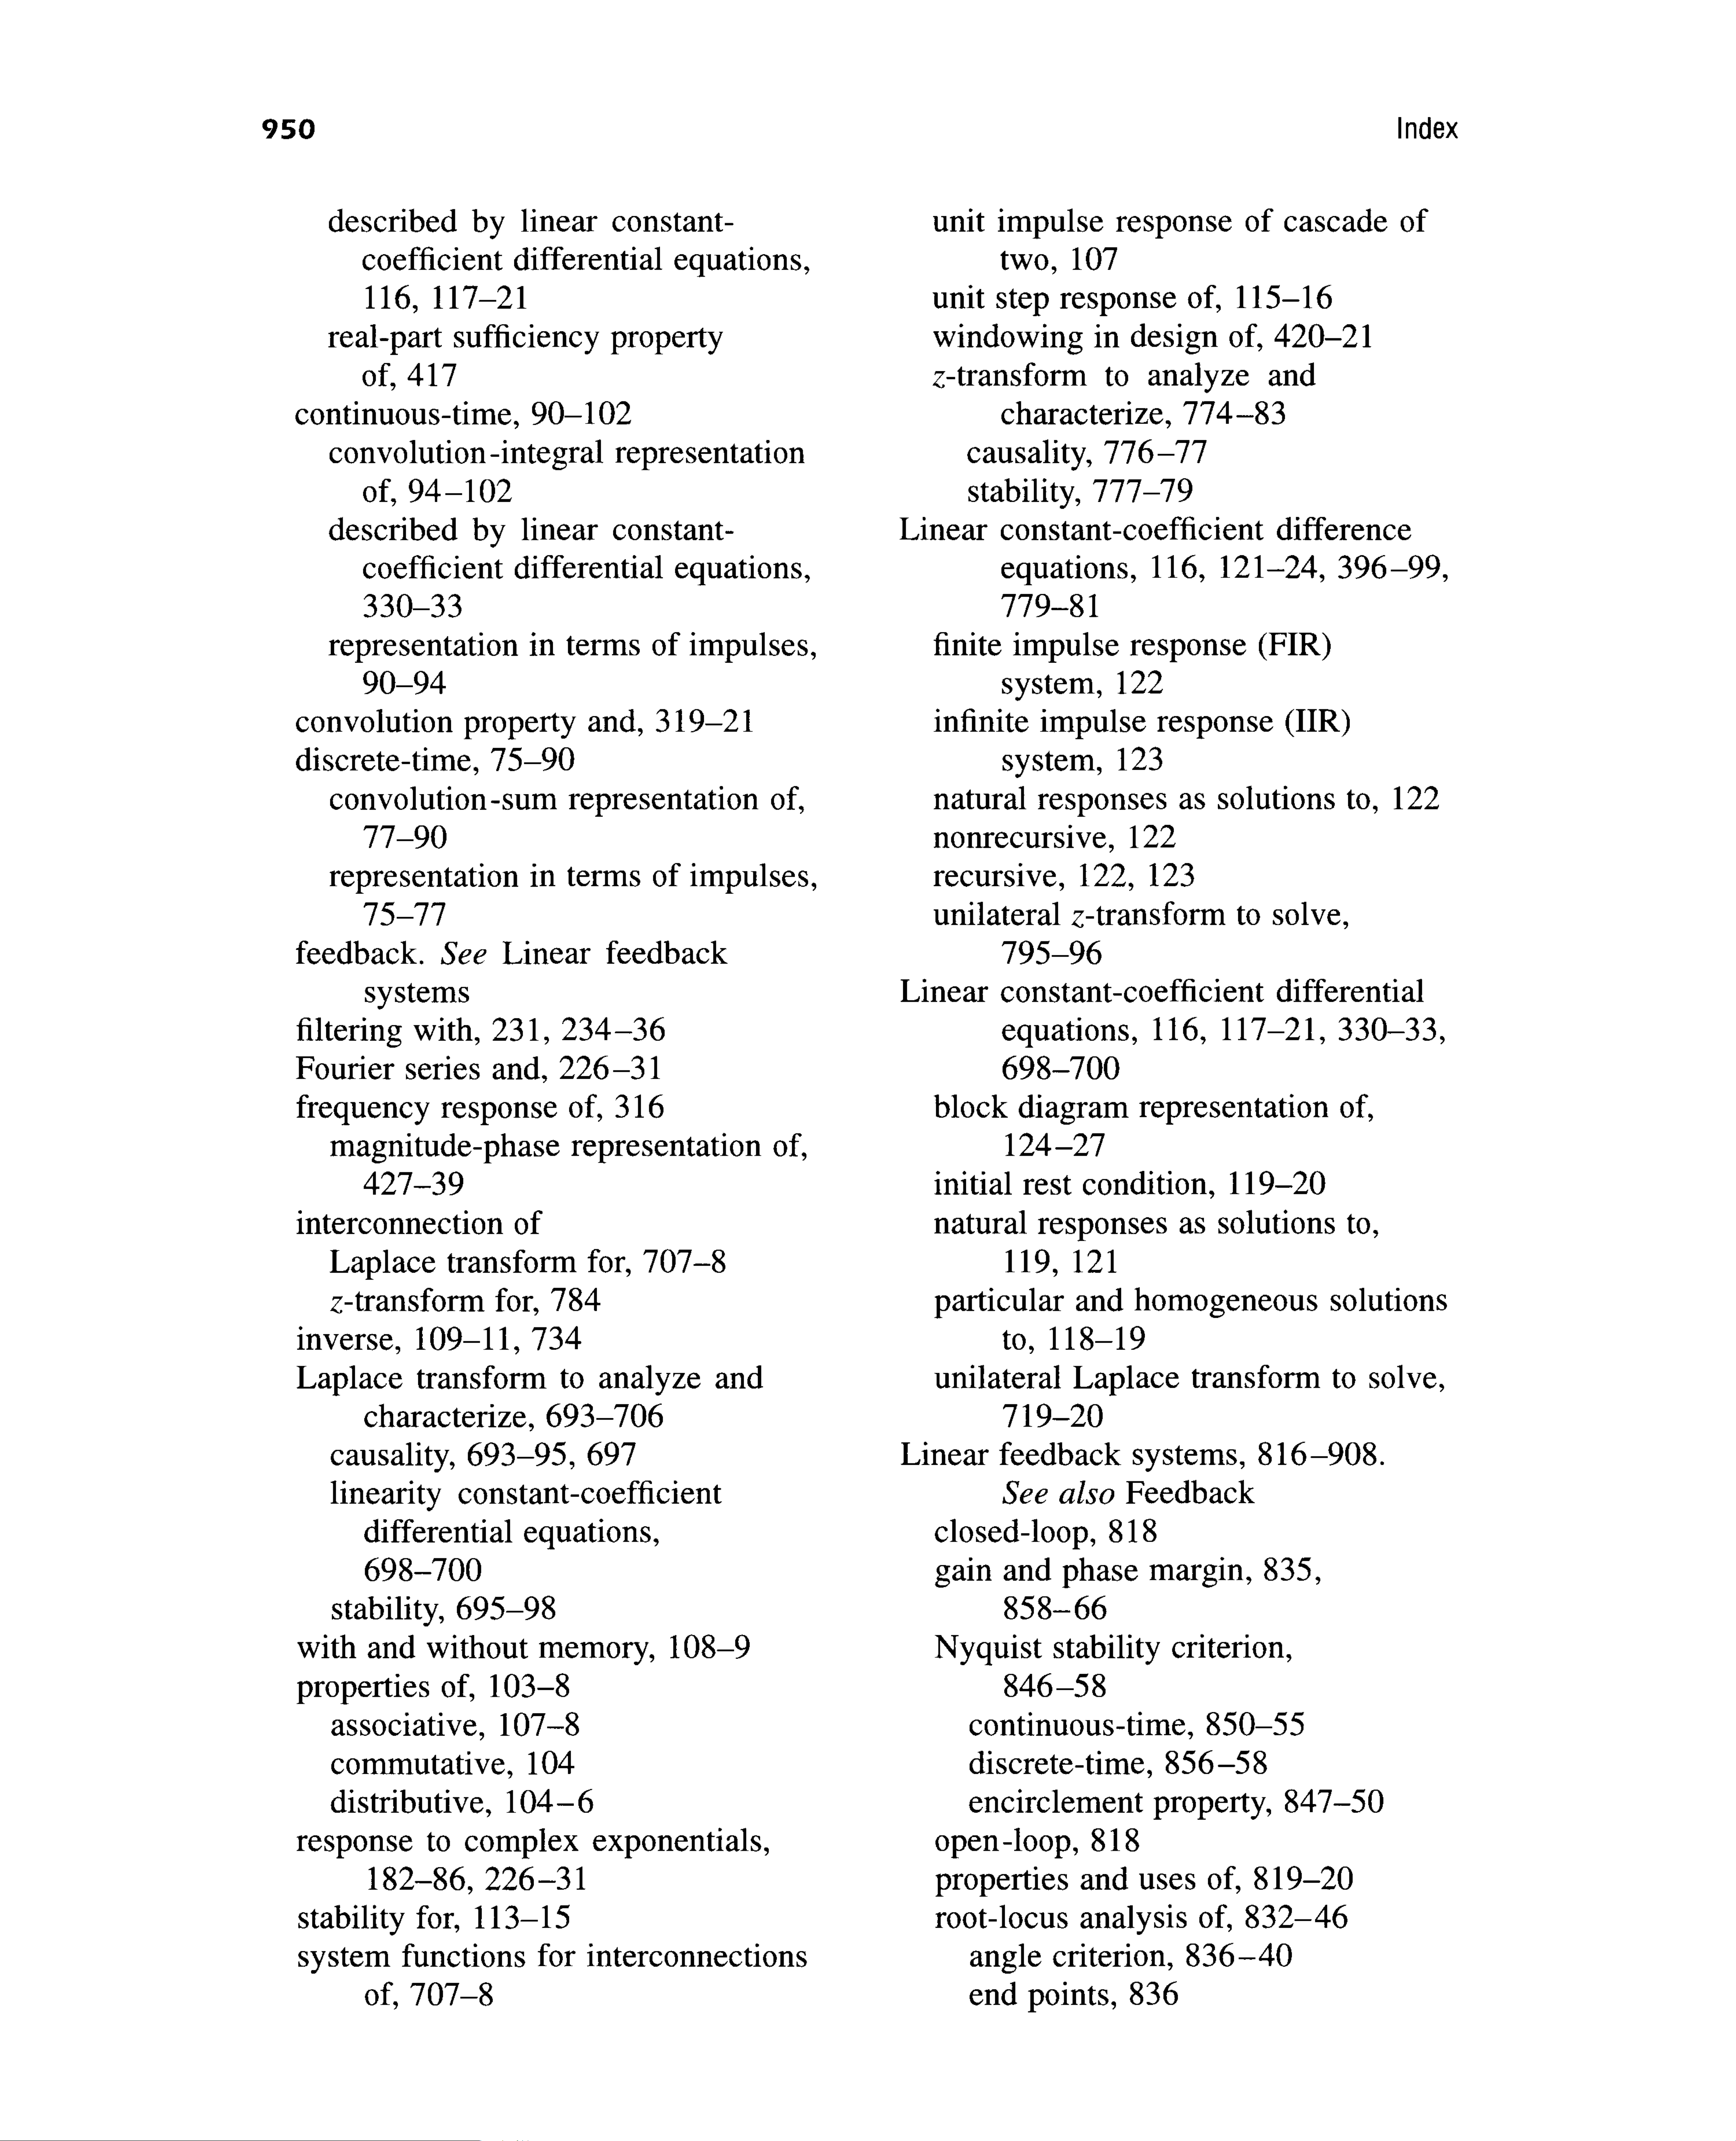 950
Index
described by linear constant-
coefficient differential equations,
116, 117–21
real-part sufficiency property
of, 417
continuous-time, 90–102
convolution-integral representation
of, 94–102
described by linear constant-
coefficient differential equations,
330–33
representation in terms of impulses,
90–94
convolution property and, 319–21
discrete-time, 75–90
convolution-sum representation of,
77–90
representation in terms of impulses,
75–77
feedback. See Linear feedback
systems
filtering with, 231, 234–36
Fourier series and, 226–31
frequency response of, 316
magnitude-phase representation of,
427–39
interconnection of
Laplace transform for, 707–8
z-transform for, 784
inverse, 109–11, 734
Laplace transform to analyze and
characterize, 693–706
causality, 693–95, 697
linearity constant-coefficient
differential equations,
698–700
stability, 695–98
with and without memory, 108–9
properties of, 103–8
associative, 107–8
commutative, 104
distributive, 104–6
response to complex exponentials,
182–86, 226–31
stability for, 113–15
system functions for interconnections
of, 707–8
unit impulse response of cascade of
two, 107
unit step response of, 115–16
windowing in design of, 420–21
z-transform to analyze and
characterize, 774–83
causality, 776–77
stability, 777–79
Linear constant-coefficient difference
equations, 116, 121–24, 396–99,
779–81
finite impulse response (FIR)
system, 122
infinite impulse response (IIR)
system, 123
natural responses as solutions to, 122
nonrecursive, 122
recursive, 122, 123
unilateral z-transform to solve,
795–96
Linear constant-coefficient differential
equations, 116, 117–21, 330–33,
698–700
block diagram representation of,
124–27
initial rest condition, 119–20
natural responses as solutions to,
119, 121
particular and homogeneous solutions
to, 118–19
unilateral Laplace transform to solve,
719–20
Linear feedback systems, 816–908.
See also Feedback
closed-loop, 818
gain and phase margin, 835,
858–66
Nyquist stability criterion,
846–58
continuous-time, 850–55
discrete-time, 856–58
encirclement property, 847–50
open-loop, 818
properties and uses of, 819–20
root-locus analysis of, 832–46
angle criterion, 836–40
end points, 836